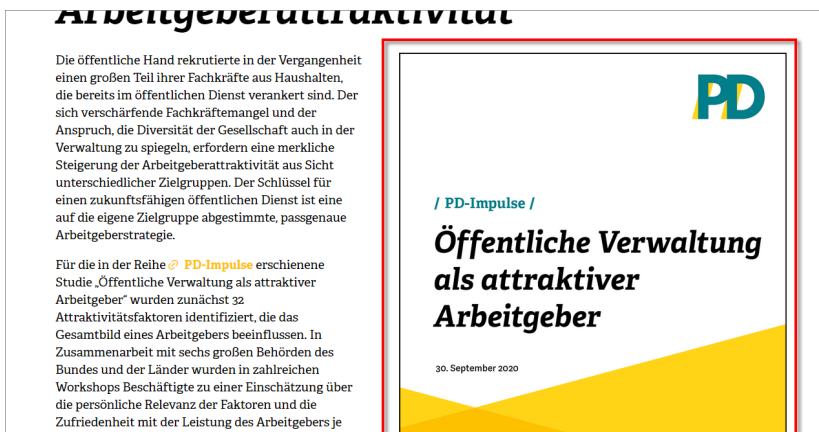 Arbeitgeberattraktivität
Die öffentliche Hand rekrutierte in der Vergangenheit
einen großen Teil ihrer Fachkräfte aus Haushalten,
die bereits im öffentlichen Dienst verankert sind. Der
sich verschärfende Fachkräftemangel und der
Anspruch, die Diversität der Gesellschaft auch in der
Verwaltung zu spiegeln, erfordern eine merkliche
Steigerung der Arbeitgeberattraktivität aus Sicht
unterschiedlicher Zielgruppen. Der Schlüssel für
einen zukunftsfähigen öffentlichen Dienst ist eine
auf die eigene Zielgruppe abgestimmte, passgenaue
Arbeitgeberstrategie.
Für die in der Reihe PD-Impulse erschienene
Studie „Öffentliche Verwaltung als attraktiver
Arbeitgeber“ wurden zunächst 32
Attraktivitätsfaktoren identifiziert, die das
Gesamtbild eines Arbeitgebers beeinflussen. In
Zusammenarbeit mit sechs großen Behörden des
Bundes und der Länder wurden in zahlreichen
Workshops Beschäftigte zu einer Einschätzung über
die persönliche Relevanz der Faktoren und die
Zufriedenheit mit der Leistung des Arbeitgebers je
PD
/ PD-Impulse /
Öffentliche Verwaltung
als attraktiver
Arbeitgeber
30. September 2020